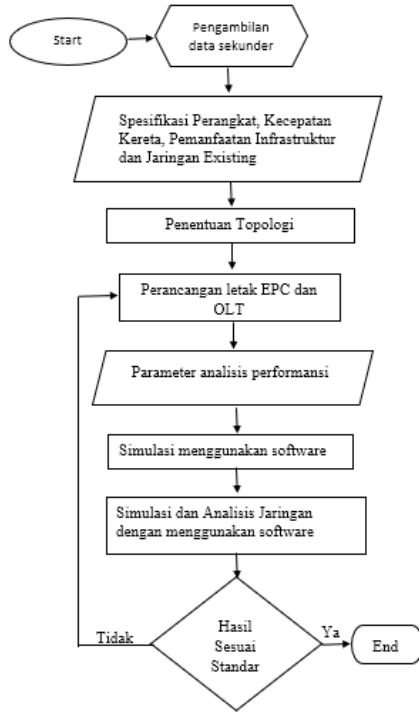 Start
Pengambilan
data sekunder
Spesifikasi Perangkat, Kecepatan
Kereta, Pemanfaatan Infrastruktur
dan Jaringan Existing
Penentuan Topologi
Perancangan letak EPC dan
OLT
Parameter analisis performansi
Simulasi menggunakan software
Simulasi dan Analisis Jaringan
dengan menggunakan software
Hasil
Sesuai
Standar
Tidak
Ya
End